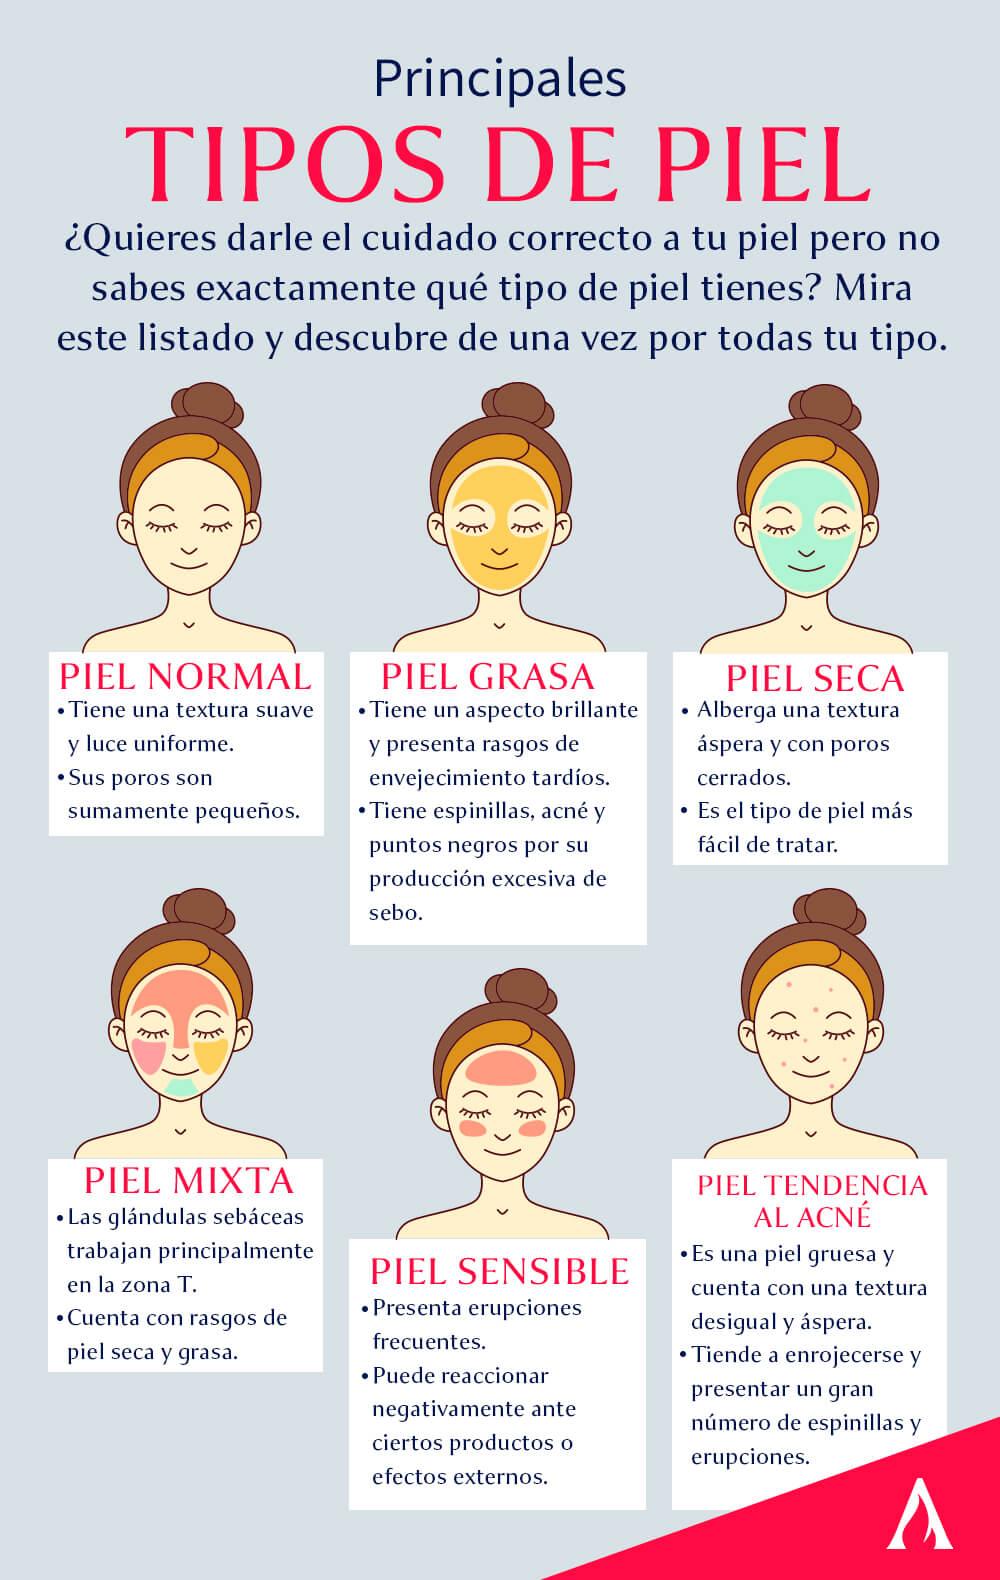 Principales
TIPOS DE PIEL
¿Quieres darle el cuidado correcto a tu piel pero no
sabes exactamente qué tipo de piel tienes? Mira
este listado y descubre de una vez por todas tu tipo.
PIEL NORMAL
• Tiene una textura suave
y luce uniforme.
• Sus poros son
sumamente pequeños.
PIEL GRASA
• Tiene un aspecto brillante
y presenta rasgos de
envejecimiento tardíos.
• Tiene espinillas, acné y
puntos negros por su
producción excesiva de
sebo.
PIEL SECA
• Alberga una textura
áspera y con poros
cerrados.
• Es el tipo de piel más
fácil de tratar.
PIEL MIXTA
• Las glándulas sebáceas
trabajan principalmente
en la zona T.
• Cuenta con rasgos de
piel seca y grasa.
PIEL SENSIBLE
• Presenta erupciones
frecuentes.
• Puede reaccionar
negativamente ante
ciertos productos o
efectos externos.
PIEL TENDENCIA
AL ACNÉ
• Es una piel gruesa y
cuenta con una textura
desigual y áspera.
• Tiende a enrojecerse y
presentar un gran
número de espinillas y
erupciones.